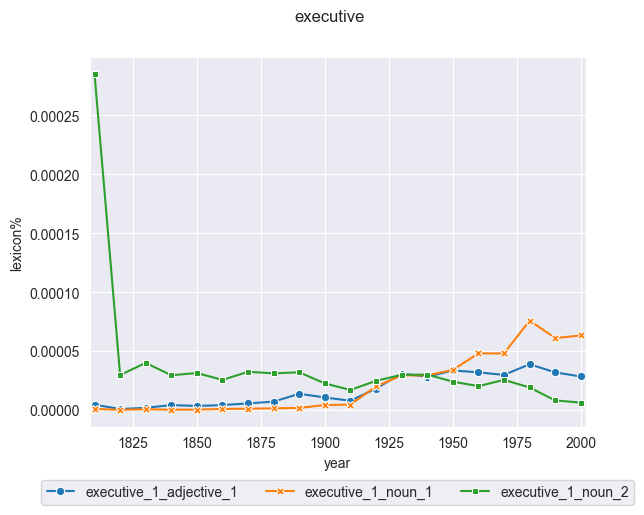 executive
0.00025
0.00020
0.00015
0.00010
0.00005
0.00000
lexicon%
1825 1850 1875 1900 1925 1950 1975 2000
year
executive_1_adjective_1 executive_1_noun_1 executive_1_noun_2